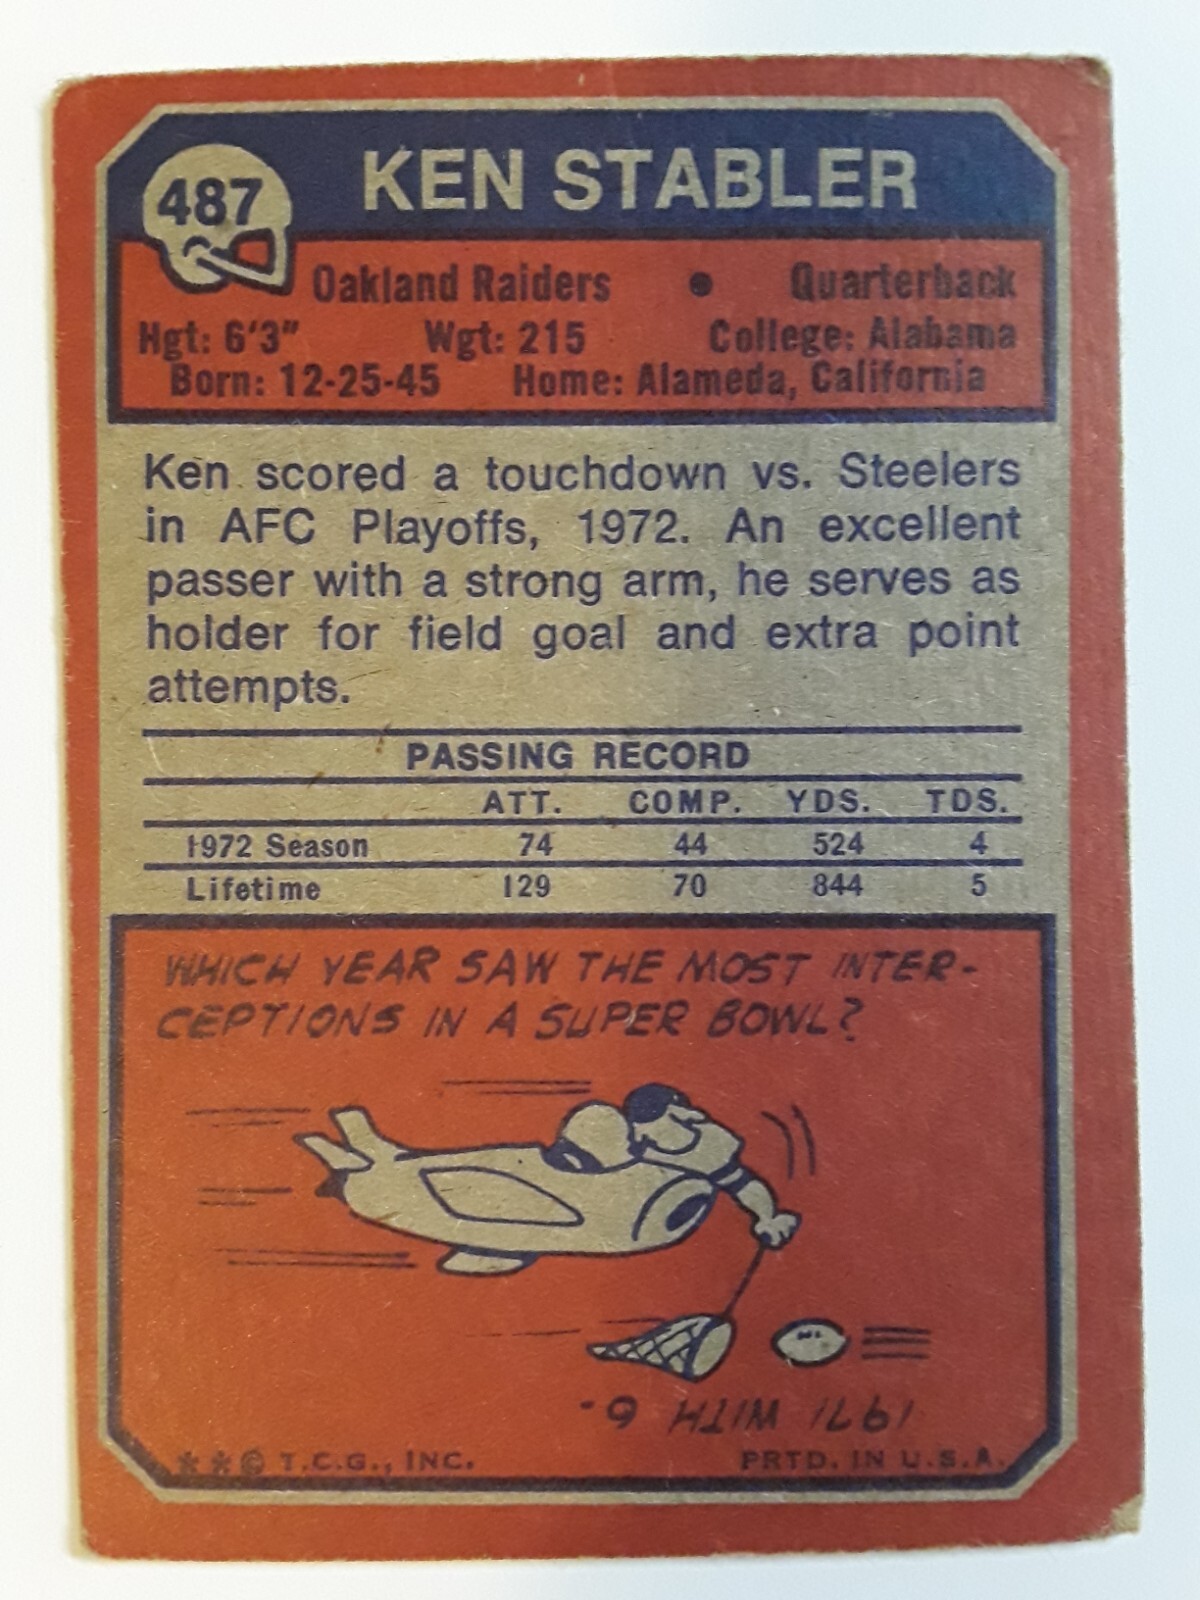 487
KEN STABLER
Oakland Raiders • Quarterback
Hgt: 6'3" Wgt: 215 College: Alabama
Born: 12-25-45 Home: Alameda, California
Ken scored a touchdown vs. Steelers
in AFC Playoffs, 1972. An excellent
passer with a strong arm, he serves as
holder for field goal and extra point
attempts.
PASSING RECORD
ATT. COMP. YDS. TDS.
1972 Season 74 44 524 4
Lifetime 129 70 844 5
WHICH YEAR SAW THE MOST INTER-
CEPTIONS IN A SUPER BOWL?
1971 WITH 6.
**© T.C.G., INC. PRTD. IN U.S.A.